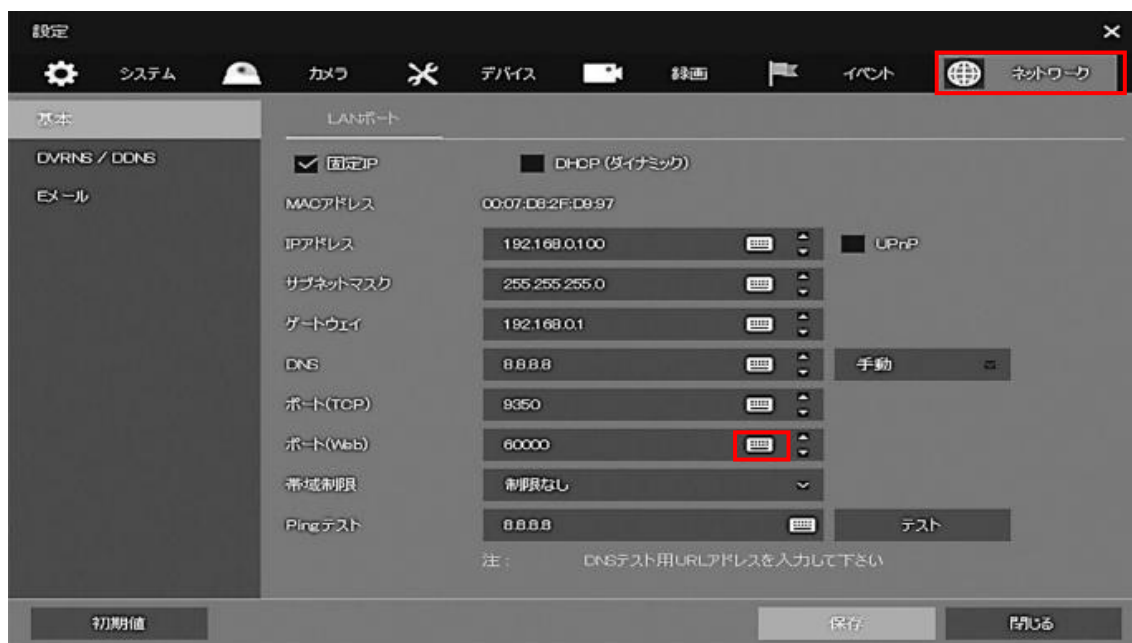 設定
システム カメラ デバイス 録画 イベント ネットワーク
基本 LANポート
DVRNS / DDNS 固定IP DHCP (ダイナミック)
Eメール MACアドレス 00:07:D8:2F:D9:97
IPアドレス 192.168.0.100 UPnP
サブネットマスク 255.255.255.0
ゲートウェイ 192.168.0.1
DNS 8.8.8.8 手動
ポート(TCP) 9350
ポート(Web) 60000
帯域制限 制限なし
Pingテスト 8.8.8.8 テスト
注 : DNSテスト用URLアドレスを入力して下さい
初期値 保存 閉じる